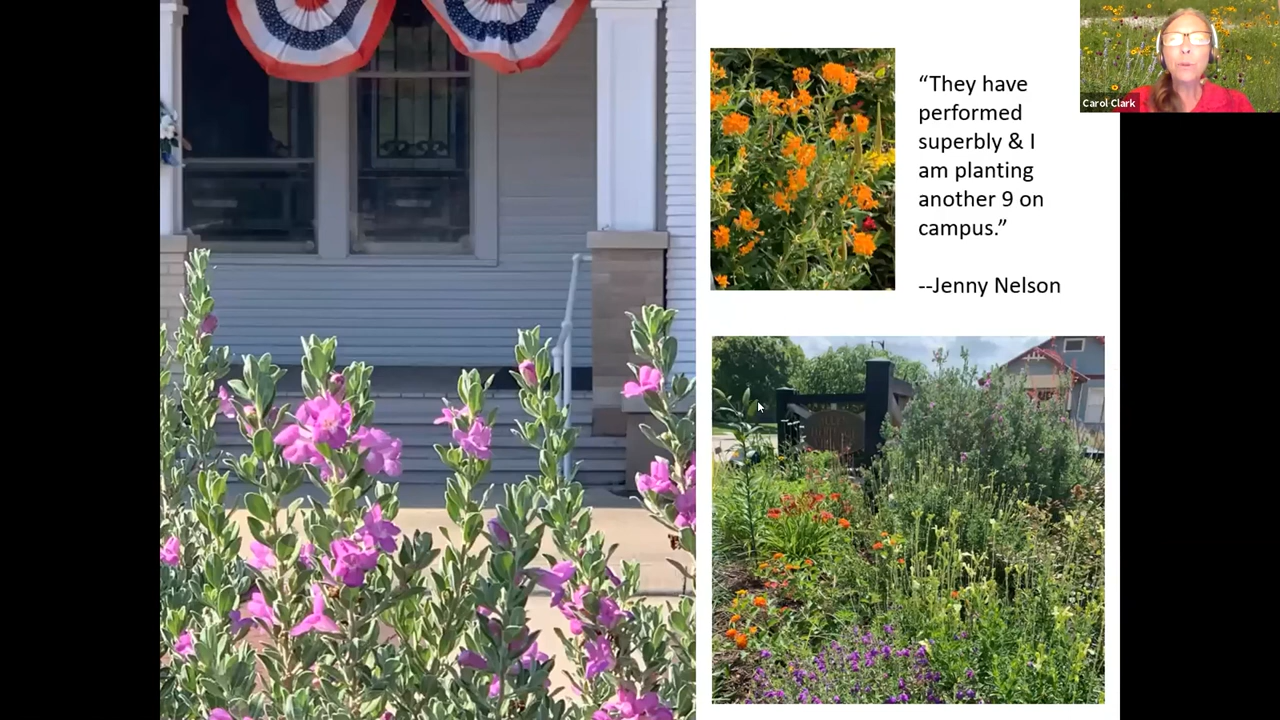 “They have
performed
superbly & I
am planting
another 9 on
campus.”
--Jenny Nelson
Carol Clark